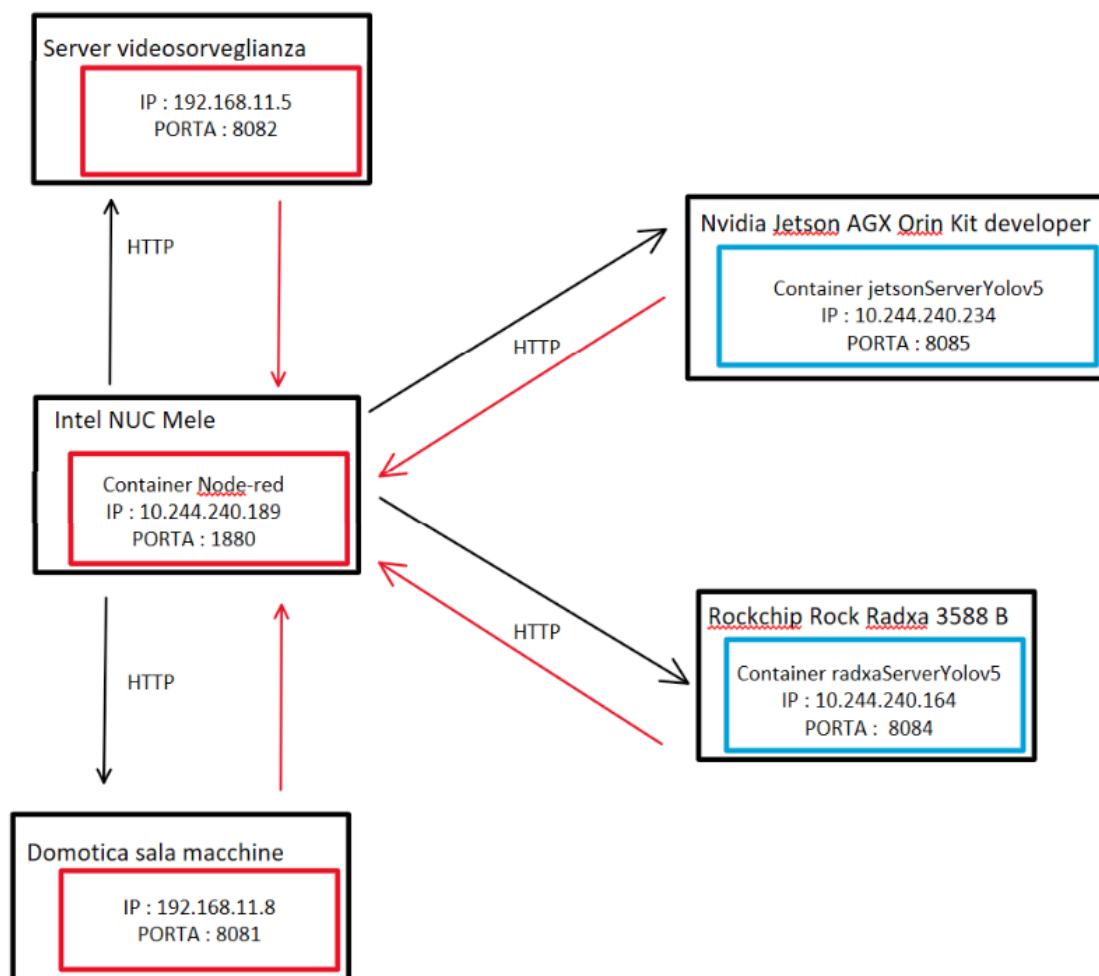 Server videosorveglianza
IP : 192.168.11.5
PORTA : 8082
HTTP
Nvidia Jetson AGX Orin Kit developer
Container jetsonServerYolov5
IP : 10.244.240.234
PORTA : 8085
HTTP
Intel NUC Mele
Container Node-red
IP : 10.244.240.189
PORTA : 1880
HTTP
Rockchip Rock Radxa 3588 B
Container radxaServerYolov5
IP : 10.244.240.164
PORTA : 8084
HTTP
Domotica sala macchine
IP : 192.168.11.8
PORTA : 8081